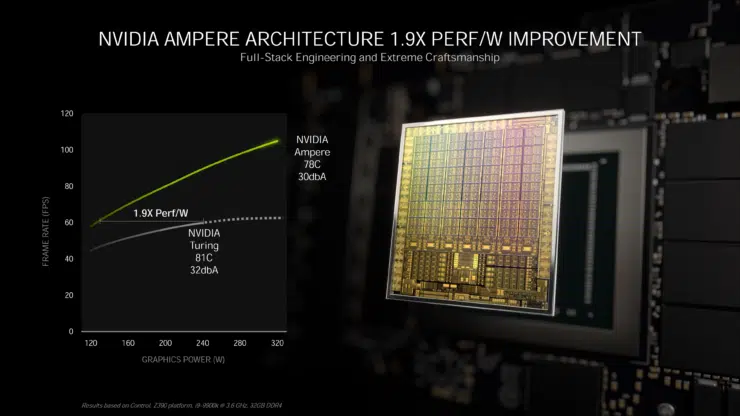 NVIDIA AMPERE ARCHITECTURE 1.9X PERF/W IMPROVEMENT
Full-Stack Engineering and Extreme Craftsmanship
120
100
80
60
40
20
0
FRAME RATE (FPS)
NVIDIA
Ampere
78C
30dbA
1.9X Perf/W
NVIDIA
Turing
81C
32dbA
120
160
200
240
280
320
GRAPHICS POWER (W)
Results based on Control, Z390 platform, i9-9900k @ 3.6 GHz, 32GB DDR4